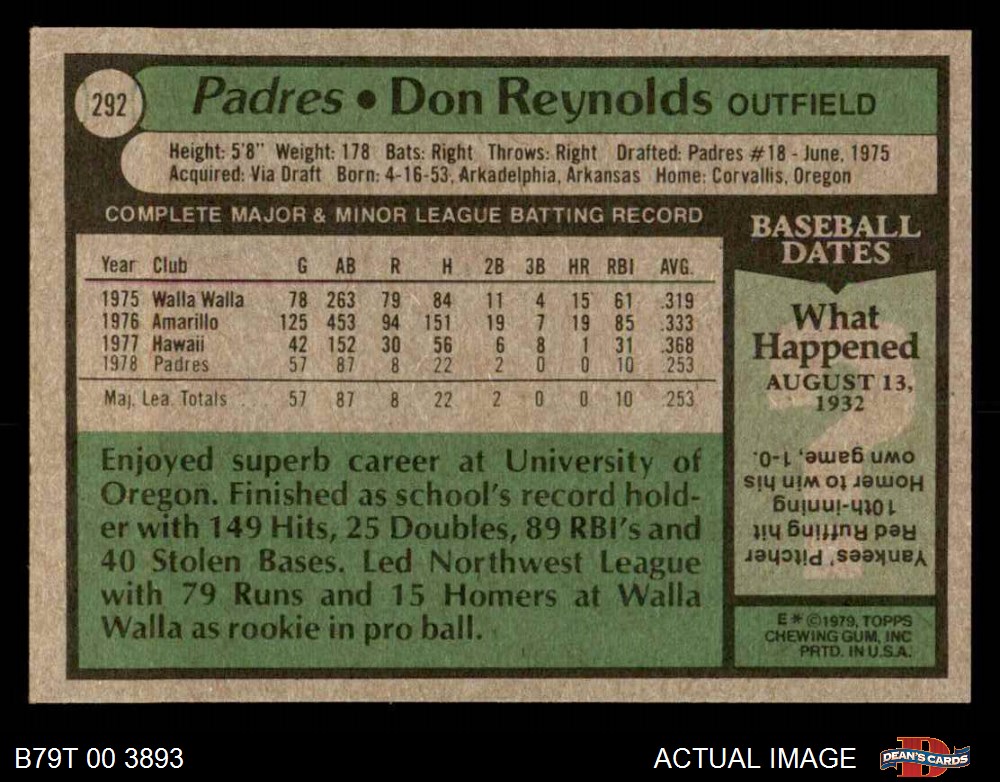 292
Padres • Don Reynolds OUTFIELD
Height: 5'8" Weight: 178 Bats: Right Throws: Right Drafted: Padres #18 - June, 1975
Acquired: Via Draft Born: 4-16-53, Arkadelphia, Arkansas Home: Corvallis, Oregon
COMPLETE MAJOR & MINOR LEAGUE BATTING RECORD
Year Club G AB R H 2B 3B HR RBI AVG.
1975 Walla Walla 78 263 79 84 11 4 15 61 .319
1976 Amarillo 125 453 94 151 19 7 19 85 .333
1977 Hawaii 42 152 30 56 6 8 1 31 .368
1978 Padres 57 87 8 22 2 0 0 10 .253
Maj. Lea. Totals . . . 57 87 8 22 2 0 0 10 .253
Enjoyed superb career at University of
Oregon. Finished as school's record hold-
er with 149 Hits, 25 Doubles, 89 RBI's and
40 Stolen Bases. Led Northwest League
with 79 Runs and 15 Homers at Walla
Walla as rookie in pro ball.
BASEBALL
DATES
What
Happened
AUGUST 13,
1932
Yankees' Pitcher
Red Ruffing hit
10th-inning
Homer to win his
own game, 1-0.
E * ©1979, TOPPS
CHEWING GUM, INC
PRTD. IN U.S.A.
B79T 00 3893
ACTUAL IMAGE
D
DEAN'S CARDS